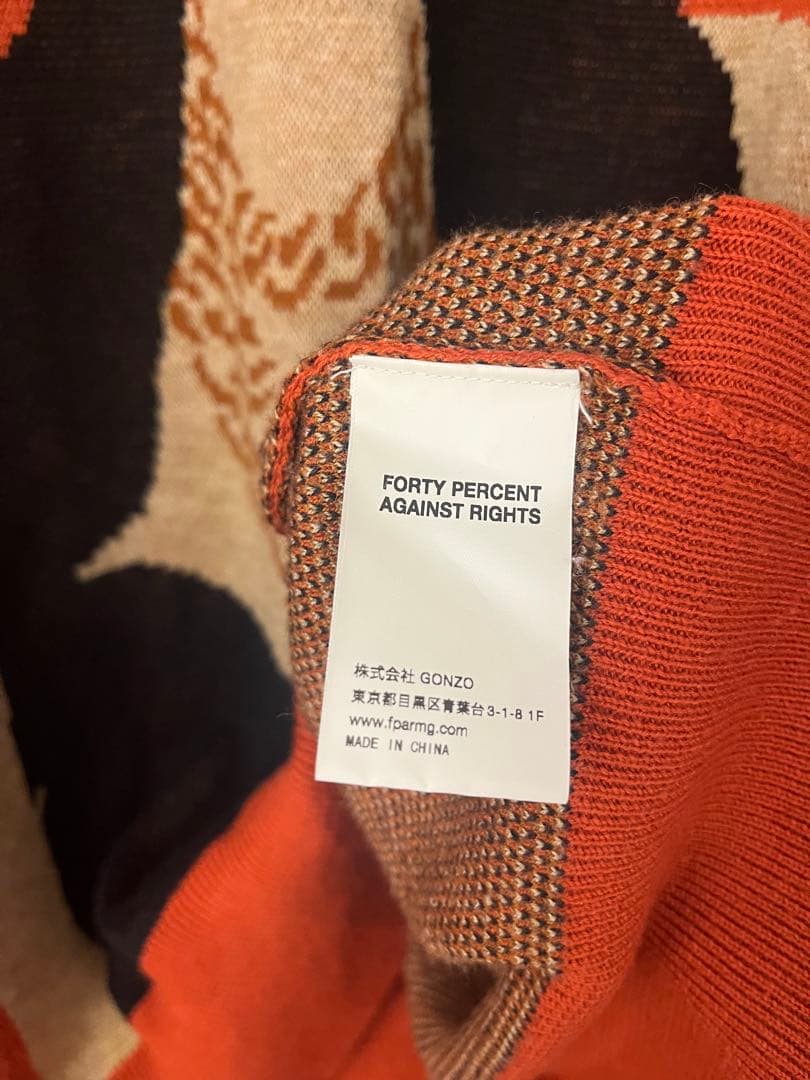 FORTY PERCENT
AGAINST RIGHTS
株式会社 GONZO
東京都目黒区青葉台3-1-8 1F
www.fparmg.com
MADE IN CHINA